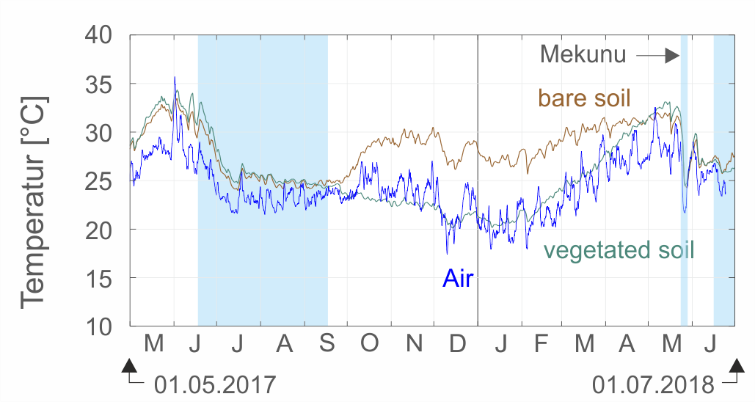 40
Mekunu
35
bare soil
30
25
20
vegetated soil
15
Air
10
Temperatur [°C]
M J J A S O N D J F M A M J
01.05.2017 01.07.2018